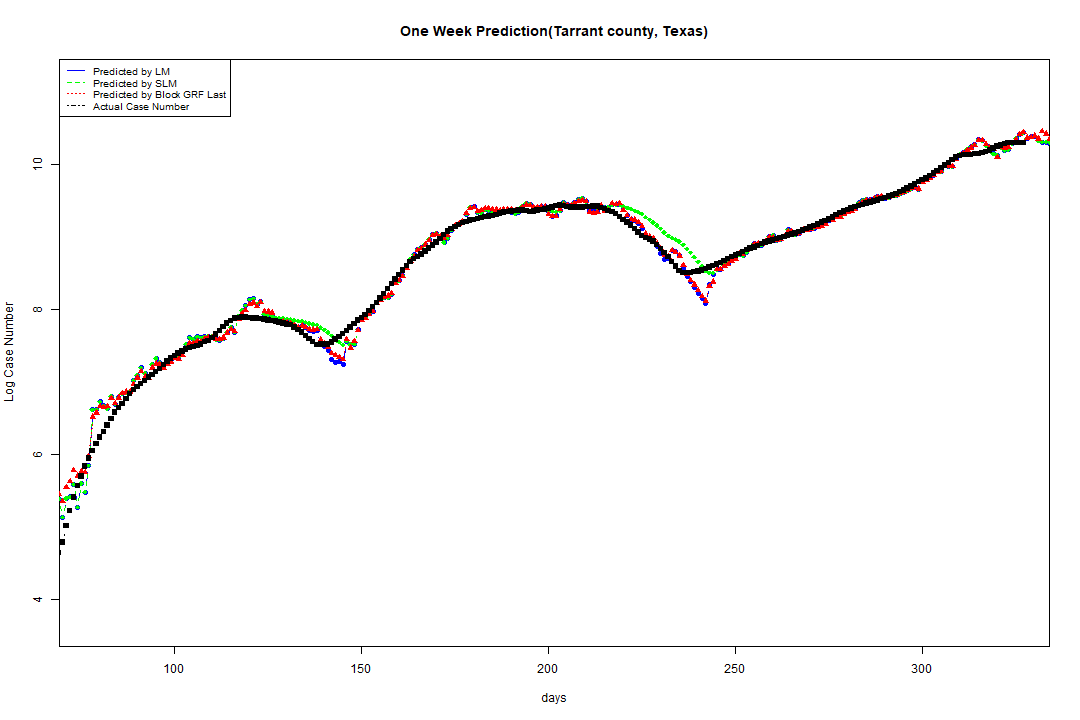 One Week Prediction(Tarrant county, Texas)
Predicted by LM
Predicted by SLM
Predicted by Block GRF Last
Actual Case Number
10
8
6
4
Log Case Number
100 150 200 250 300
days